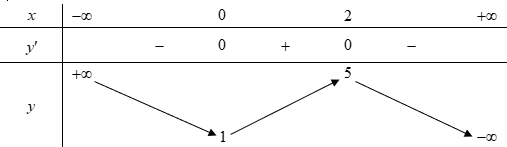 x −∞ 0 2 +∞
y′ − 0 + 0 −
+∞ 5
y
1 −∞